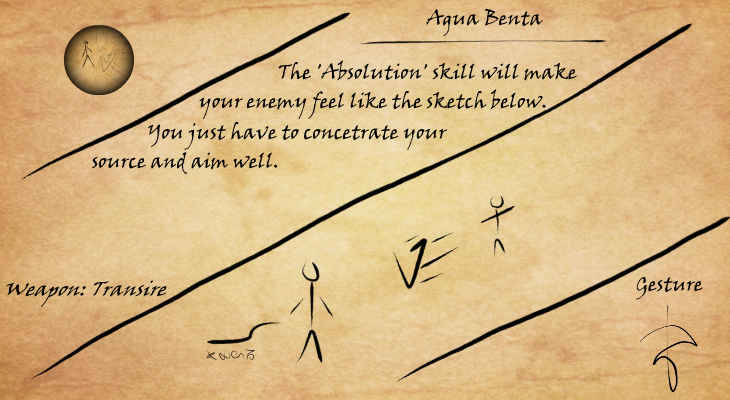 Agua Benta
The 'Absolution' skill will make
your enemy feel like the sketch below.
You just have to concetrate your
source and aim well.
Weapon: Transire
Gesture